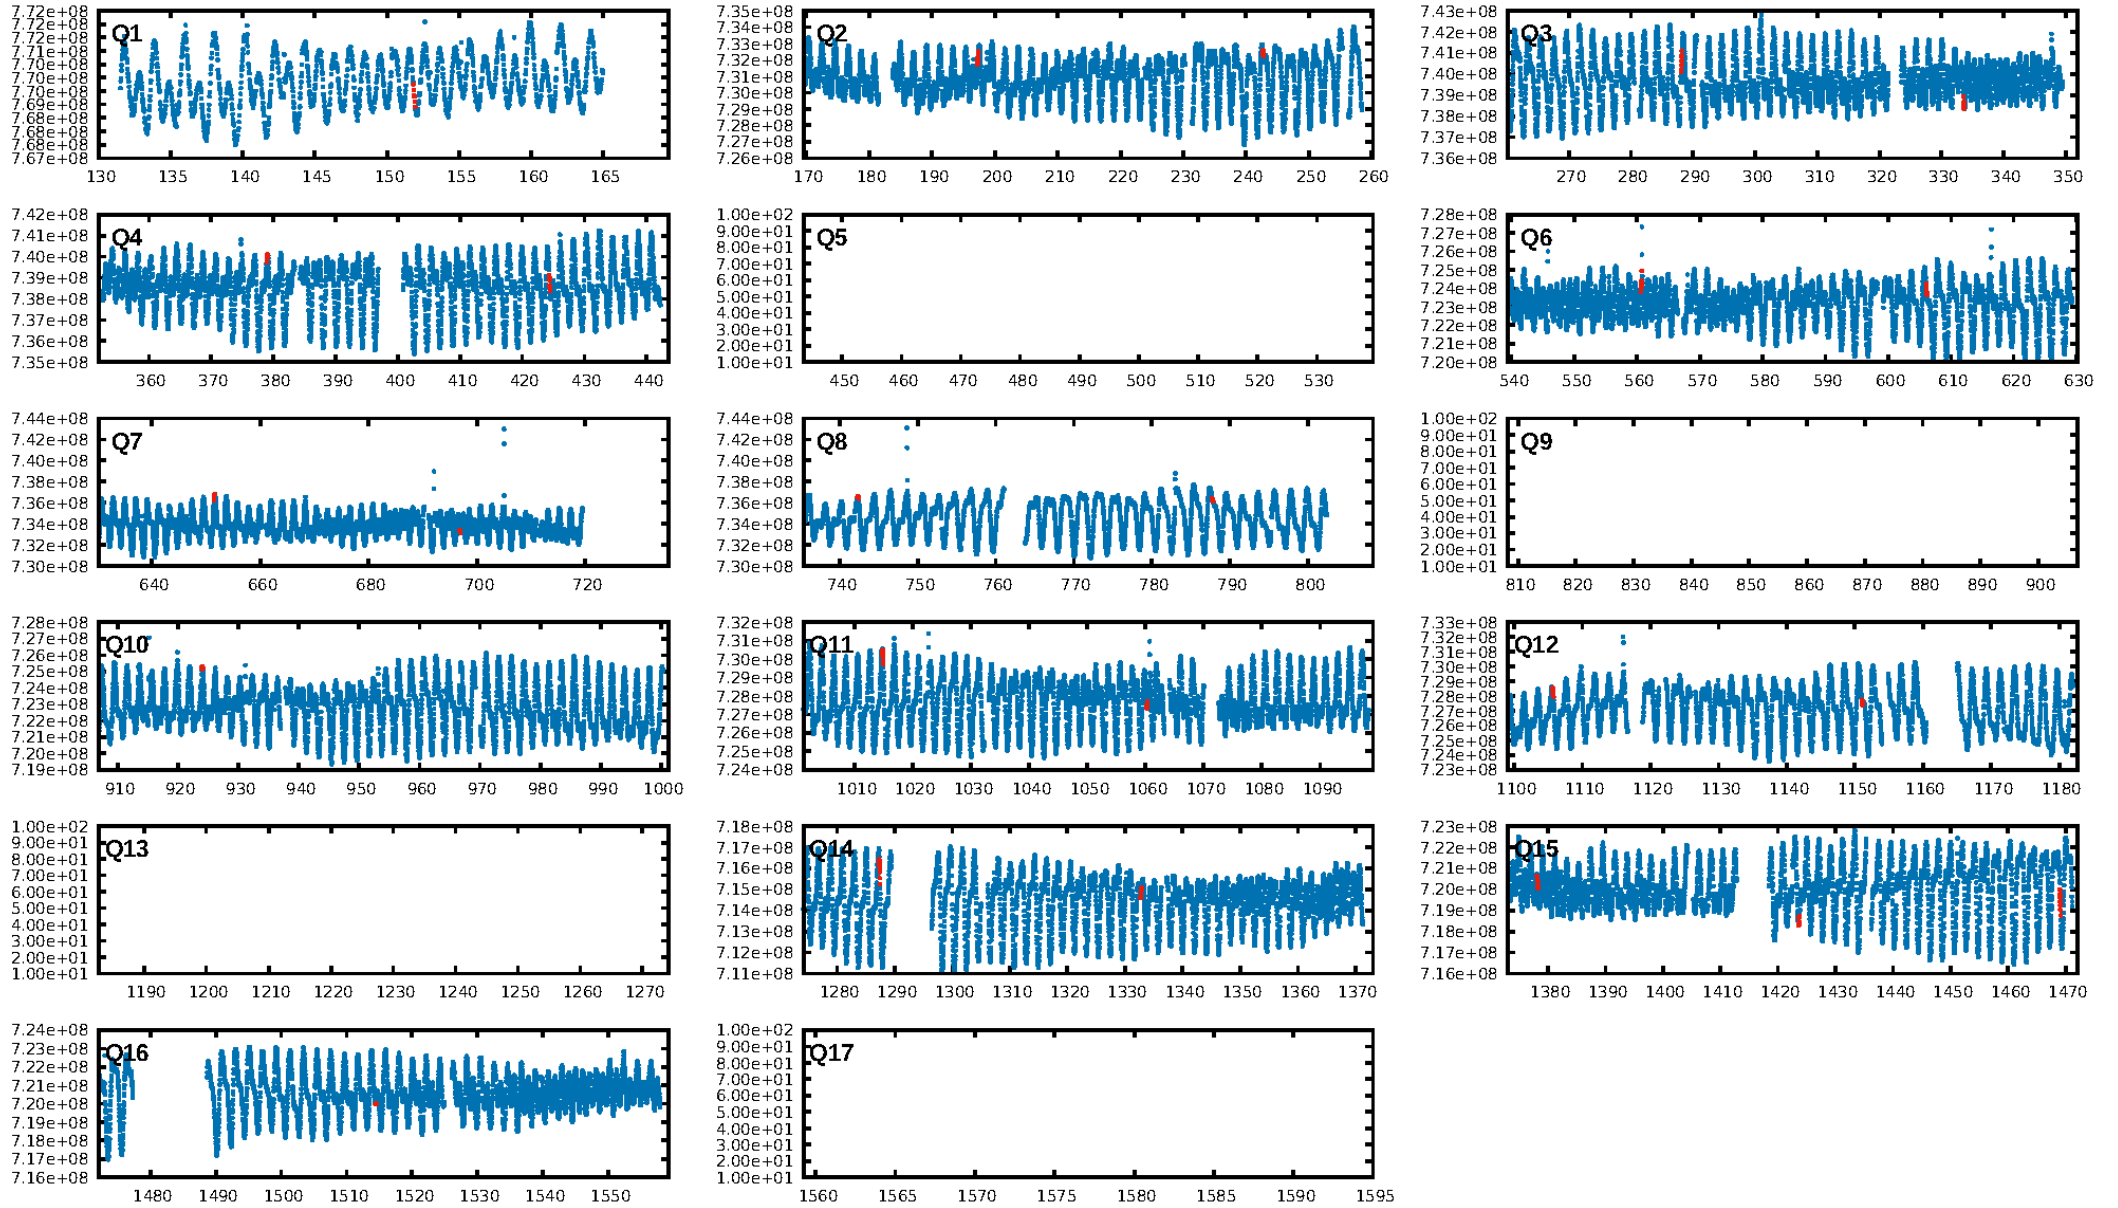 7.72e+08
7.72e+08
7.72e+08
7.71e+08
7.70e+08
7.70e+08
7.70e+08
7.69e+08
7.68e+08
7.68e+08
7.68e+08
7.67e+08
Q1
130 135 140 145 150 155 160 165
7.35e+08
7.34e+08
7.33e+08
7.32e+08
7.31e+08
7.30e+08
7.29e+08
7.28e+08
7.27e+08
7.26e+08
Q2
170 180 190 200 210 220 230 240 250 260
7.43e+08
7.42e+08
7.41e+08
7.40e+08
7.39e+08
7.38e+08
7.37e+08
7.36e+08
Q3
270 280 290 300 310 320 330 340 350
7.42e+08
7.41e+08
7.40e+08
7.39e+08
7.38e+08
7.37e+08
7.36e+08
7.35e+08
Q4
360 370 380 390 400 410 420 430 440
1.00e+02
9.00e+01
8.00e+01
7.00e+01
6.00e+01
5.00e+01
4.00e+01
3.00e+01
2.00e+01
1.00e+01
Q5
450 460 470 480 490 500 510 520 530
7.28e+08
7.27e+08
7.26e+08
7.25e+08
7.24e+08
7.23e+08
7.22e+08
7.21e+08
7.20e+08
Q6
540 550 560 570 580 590 600 610 620 630
7.44e+08
7.42e+08
7.40e+08
7.38e+08
7.36e+08
7.34e+08
7.32e+08
7.30e+08
Q7
640 660 680 700 720
7.44e+08
7.42e+08
7.40e+08
7.38e+08
7.36e+08
7.34e+08
7.32e+08
7.30e+08
Q8
740 750 760 770 780 790 800
1.00e+02
9.00e+01
8.00e+01
7.00e+01
6.00e+01
5.00e+01
4.00e+01
3.00e+01
2.00e+01
1.00e+01
Q9
810 820 830 840 850 860 870 880 890 900
7.28e+08
7.27e+08
7.26e+08
7.25e+08
7.24e+08
7.23e+08
7.22e+08
7.21e+08
7.20e+08
7.19e+08
Q10
910 920 930 940 950 960 970 980 990 1000
7.32e+08
7.31e+08
7.30e+08
7.29e+08
7.28e+08
7.27e+08
7.26e+08
7.25e+08
7.24e+08
Q11
1010 1020 1030 1040 1050 1060 1070 1080 1090
7.33e+08
7.32e+08
7.31e+08
7.30e+08
7.29e+08
7.28e+08
7.27e+08
7.26e+08
7.25e+08
7.24e+08
7.23e+08
Q12
1100 1110 1120 1130 1140 1150 1160 1170 1180
1.00e+02
9.00e+01
8.00e+01
7.00e+01
6.00e+01
5.00e+01
4.00e+01
3.00e+01
2.00e+01
1.00e+01
Q13
1190 1200 1210 1220 1230 1240 1250 1260 1270
7.18e+08
7.17e+08
7.16e+08
7.15e+08
7.14e+08
7.13e+08
7.12e+08
7.11e+08
Q14
1280 1290 1300 1310 1320 1330 1340 1350 1360 1370
7.23e+08
7.22e+08
7.21e+08
7.20e+08
7.19e+08
7.18e+08
7.17e+08
7.16e+08
Q15
1380 1390 1400 1410 1420 1430 1440 1450 1460 1470
7.24e+08
7.23e+08
7.22e+08
7.21e+08
7.20e+08
7.19e+08
7.18e+08
7.17e+08
7.16e+08
Q16
1480 1490 1500 1510 1520 1530 1540 1550
1.00e+02
9.00e+01
8.00e+01
7.00e+01
6.00e+01
5.00e+01
4.00e+01
3.00e+01
2.00e+01
1.00e+01
Q17
1560 1565 1570 1575 1580 1585 1590 1595